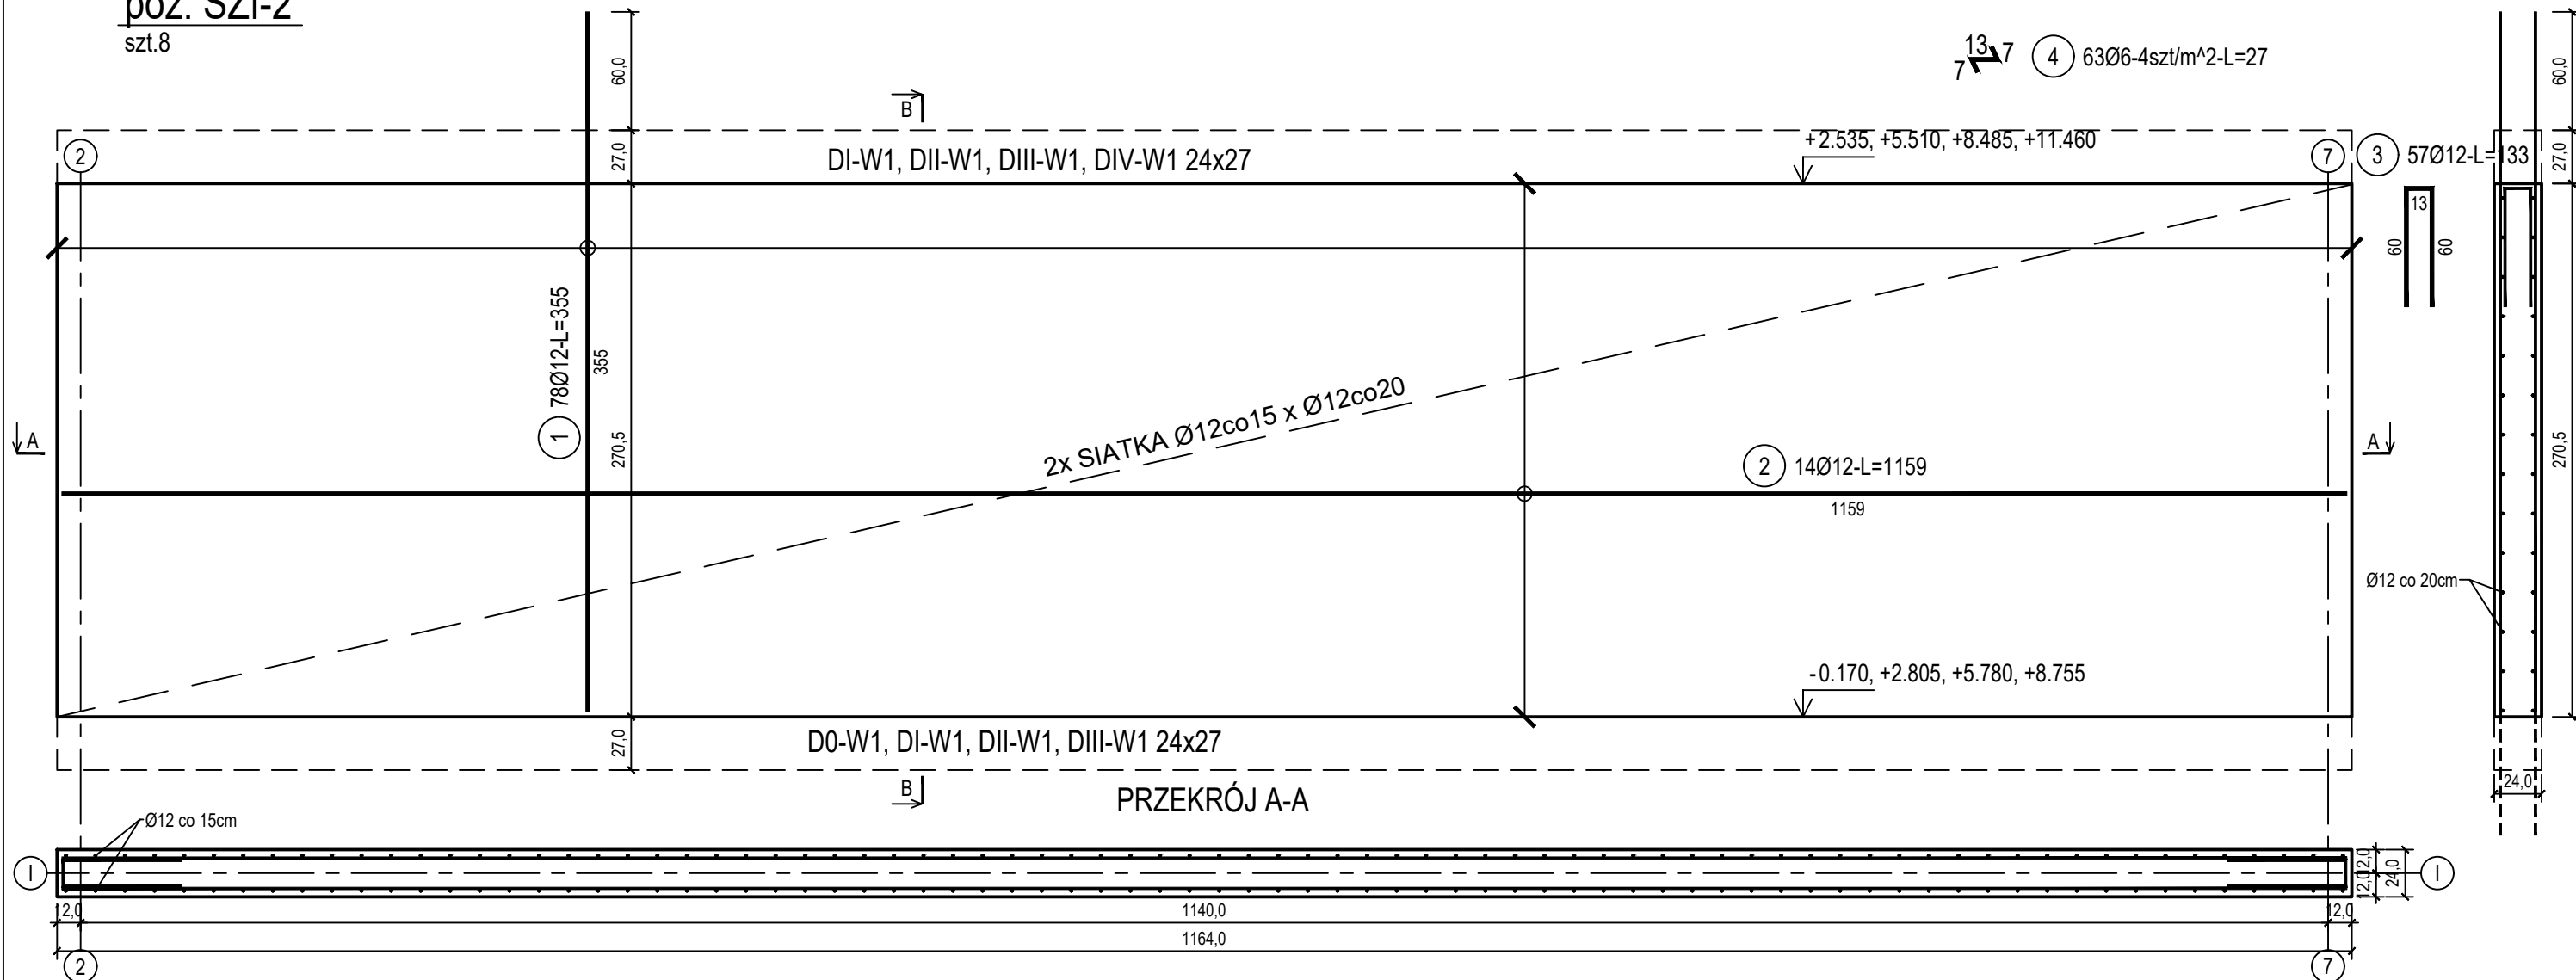 poz. SZI-2
szt.8
60,0
13
7
7
4
63Ø6-4szt/m^2-L=27
60,0
B
2
27,0
DI-W1, DII-W1, DIII-W1, DIV-W1 24x27
+2.535, +5.510, +8.485, +11.460
7
3
57Ø12-L=133
27,0
13
60
60
1
78Ø12-L=355
355
270,5
2x SIATKA Ø12co15 x Ø12co20
A
A
2
14Ø12-L=1159
1159
270,5
Ø12 co 20cm
-0.170, +2.805, +5.780, +8.755
27,0
D0-W1, DI-W1, DII-W1, DIII-W1 24x27
B
PRZEKRÓJ A-A
24,0
Ø12 co 15cm
I
12,0
12,0
24,0
I
12,0
1140,0
12,0
1164,0
2
7